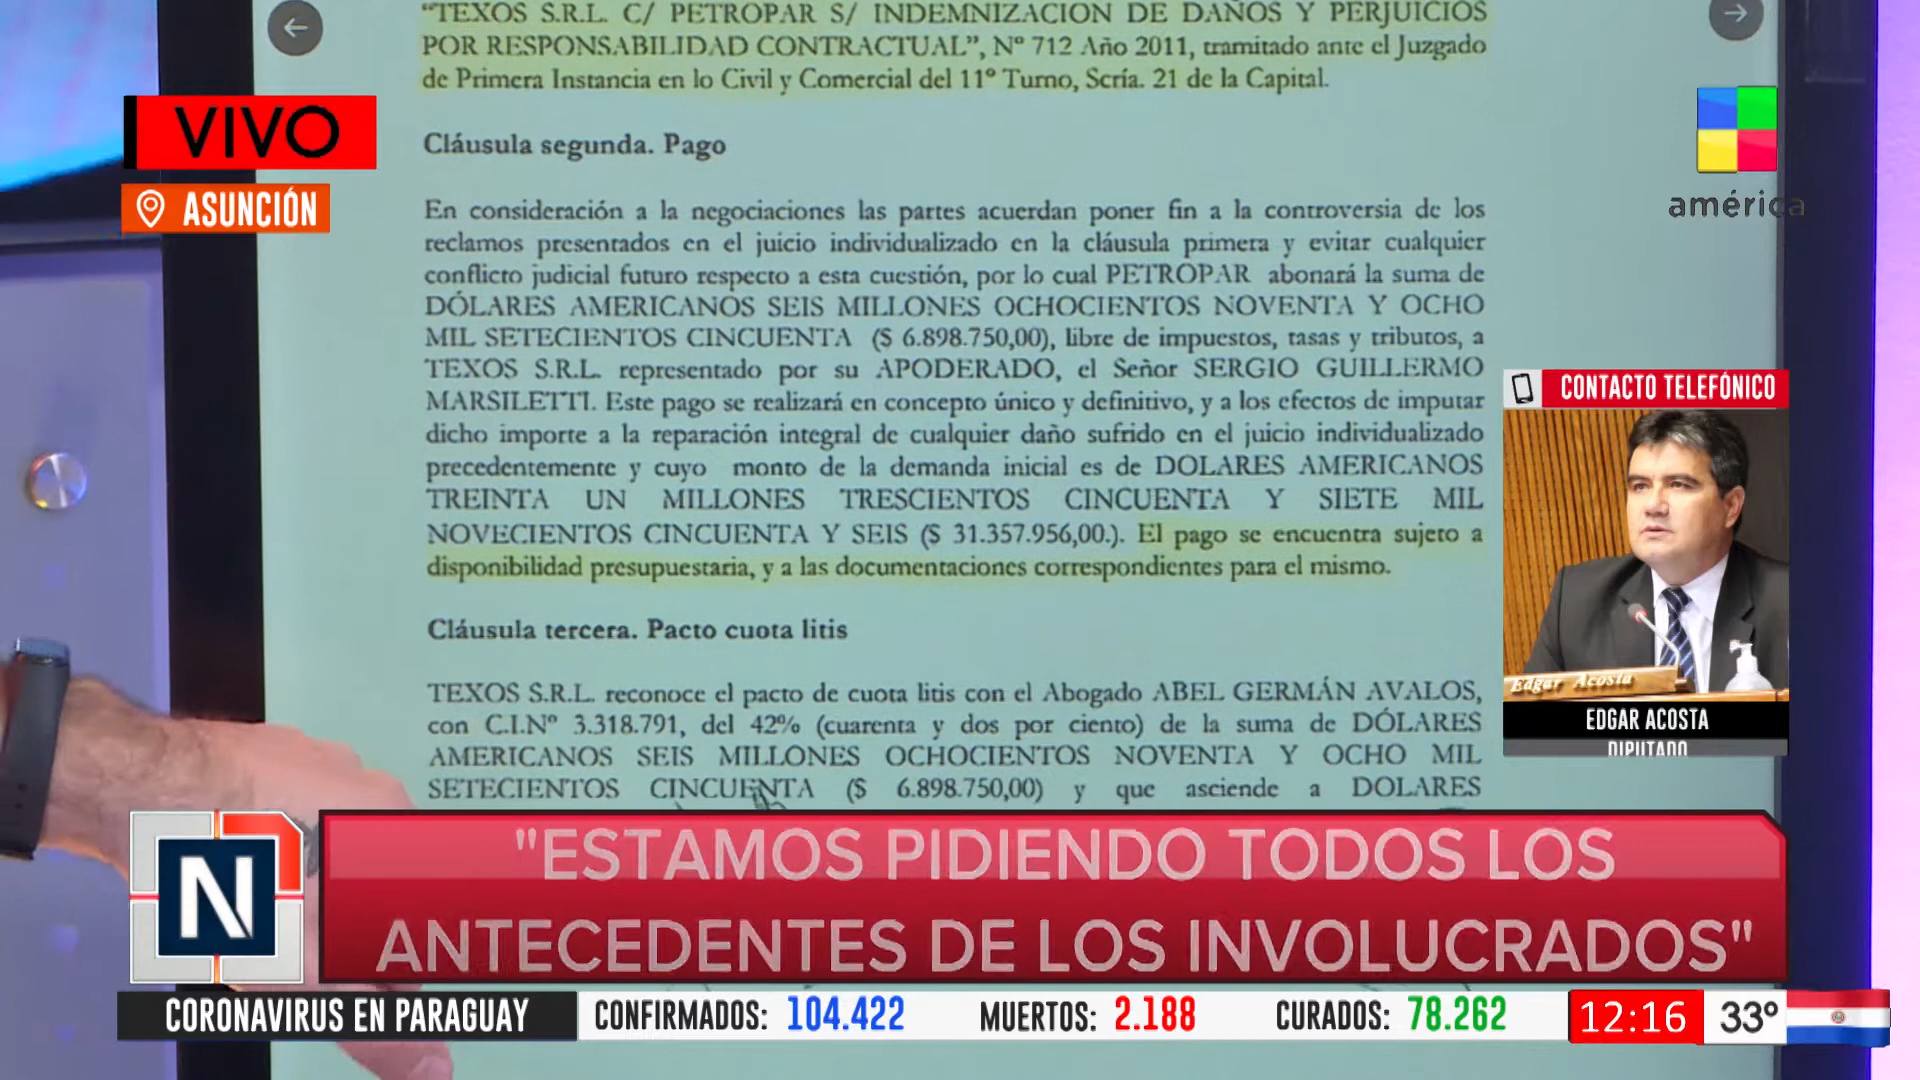 "TEXOS S.R.L. C/ PETROPAR S/ INDEMNIZACION DE DAÑOS Y PERJUICIOS
POR RESPONSABILIDAD CONTRACTUAL", Nº 712 Año 2011, tramitado ante el Juzgado
de Primera Instancia en lo Civil y Comercial del 11º Turno, Scría. 21 de la Capital.
VIVO
ASUNCIÓN
américa
Cláusula segunda. Pago
En consideración a la negociaciones las partes acuerdan poner fin a la controversia de los
reclamos presentados en el juicio individualizado en la cláusula primera y evitar cualquier
conflicto judicial futuro respecto a esta cuestión, por lo cual PETROPAR abonará la suma de
DÓLARES AMERICANOS SEIS MILLONES OCHOCIENTOS NOVENTA Y OCHO
MIL SETECIENTOS CINCUENTA ($ 6.898.750,00), libre de impuestos, tasas y tributos, a
TEXOS S.R.L. representado por su APODERADO, el Señor SERGIO GUILLERMO
MARSILETTI. Este pago se realizará en concepto único y definitivo, y a los efectos de imputar
dicho importe a la reparación integral de cualquier daño sufrido en el juicio individualizado
precedentemente y cuyo monto de la demanda inicial es de DOLARES AMERICANOS
TREINTA UN MILLONES TRESCIENTOS CINCUENTA Y SIETE MIL
NOVECIENTOS CINCUENTA Y SEIS ($ 31.357.956,00.). El pago se encuentra sujeto a
disponibilidad presupuestaria, y a las documentaciones correspondientes para el mismo.
Cláusula tercera. Pacto cuota litis
TEXOS S.R.L. reconoce el pacto de cuota litis con el Abogado ABEL GERMÁN AVALOS,
con C.I.Nº 3.318.791, del 42% (cuarenta y dos por ciento) de la suma de DÓLARES
AMERICANOS SEIS MILLONES OCHOCIENTOS NOVENTA Y OCHO MIL
SETECIENTOS CINCUENTA ($ 6.898.750,00) y que asciende a DOLARES
CONTACTO TELEFÓNICO
Edgar Acosta
EDGAR ACOSTA
DIPUTADO
N
"ESTAMOS PIDIENDO TODOS LOS
ANTECEDENTES DE LOS INVOLUCRADOS"
CORONAVIRUS EN PARAGUAY CONFIRMADOS: 104.422 MUERTOS: 2.188 CURADOS: 78.262 12:16 33º